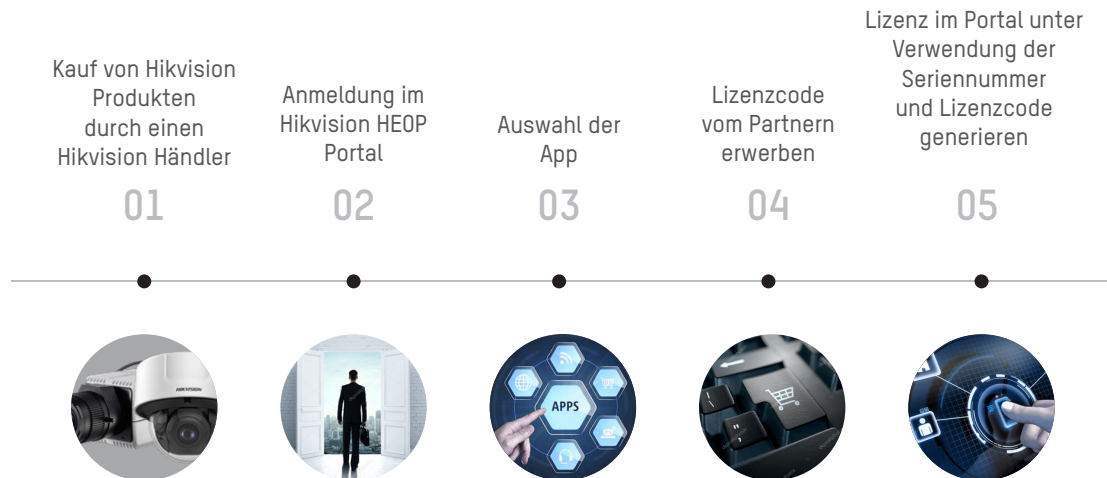 Kauf von Hikvision
Produkten
durch einen
Hikvision Händler
01
Anmeldung im
Hikvision HEOP
Portal
02
Auswahl der
App
03
Lizenzcode
vom Partnern
erwerben
04
Lizenz im Portal unter
Verwendung der
Seriennummer
und Lizenzcode
generieren
05
HIKVISION
APPS